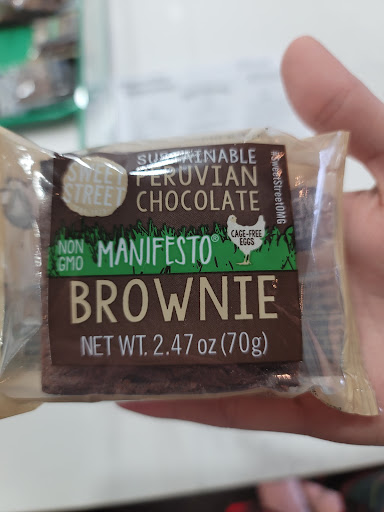 SWEET
STREET
SUSTAINABLE
PERUVIAN
CHOCOLATE
#SweetStreetOMG
NON
GMO
MANIFESTO®
CAGE-FREE
EGGS
BROWNIE
NET WT. 2.47 oz (70g)